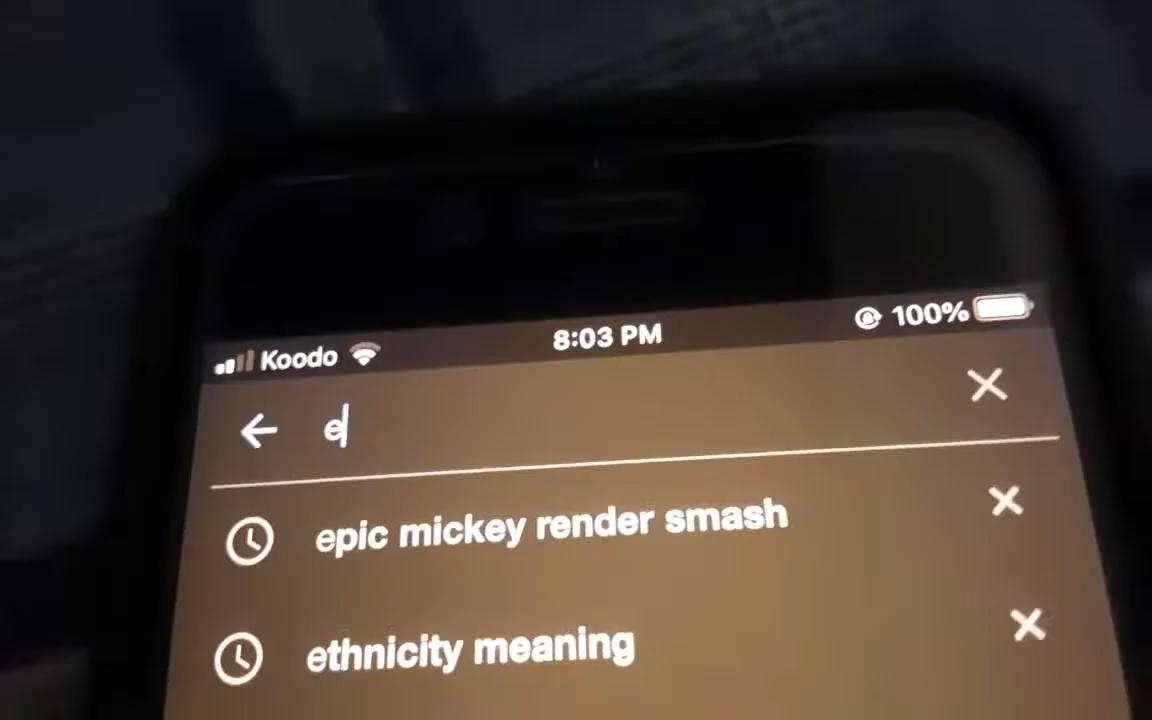 Koodo 8:03 PM 100%
e
epic mickey render smash
ethnicity meaning